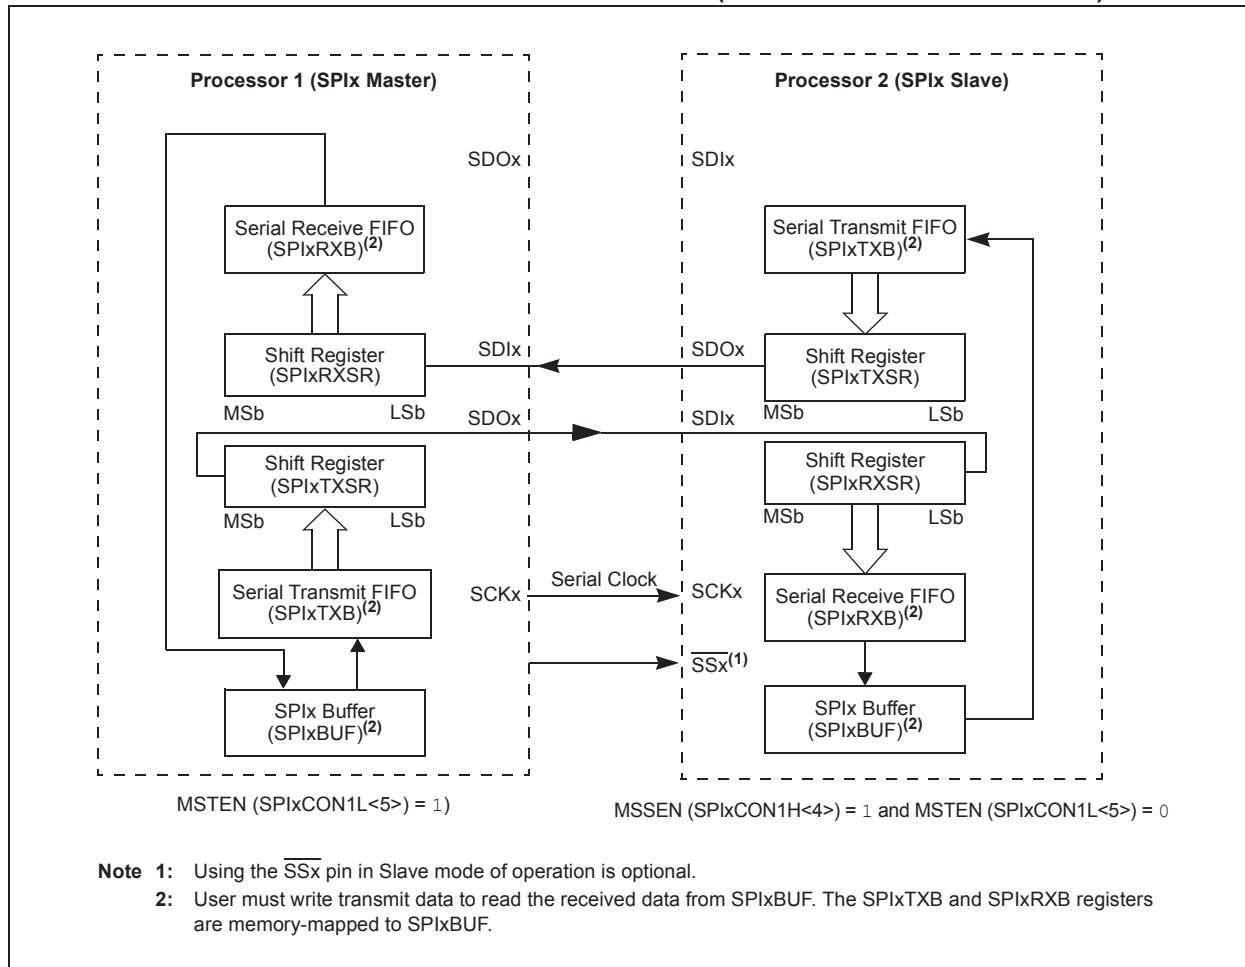 Processor 1 (SPIx Master)
SDOx
Serial Receive FIFO
(SPIxRXB)(2)
Shift Register
(SPIxRXSR)
SDIx
MSb LSb
SDOx
Shift Register
(SPIxTXSR)
MSb LSb
Serial Transmit FIFO
(SPIxTXB)(2)
SCKx
SPIx Buffer
(SPIxBUF)(2)
MSTEN (SPIxCON1L<5>) = 1)
Serial Clock
Processor 2 (SPIx Slave)
SDIx
Serial Transmit FIFO
(SPIxTXB)(2)
SDOx
Shift Register
(SPIxTXSR)
MSb LSb
SDIx
Shift Register
(SPIxRXSR)
MSb LSb
SCKx
Serial Receive FIFO
(SPIxRXB)(2)
SSx(1)
SPIx Buffer
(SPIxBUF)(2)
MSSEN (SPIxCON1H<4>) = 1 and MSTEN (SPIxCON1L<5>) = 0
Note 1: Using the SSx pin in Slave mode of operation is optional.
2: User must write transmit data to read the received data from SPIxBUF. The SPIxTXB and SPIxRXB registers
are memory-mapped to SPIxBUF.